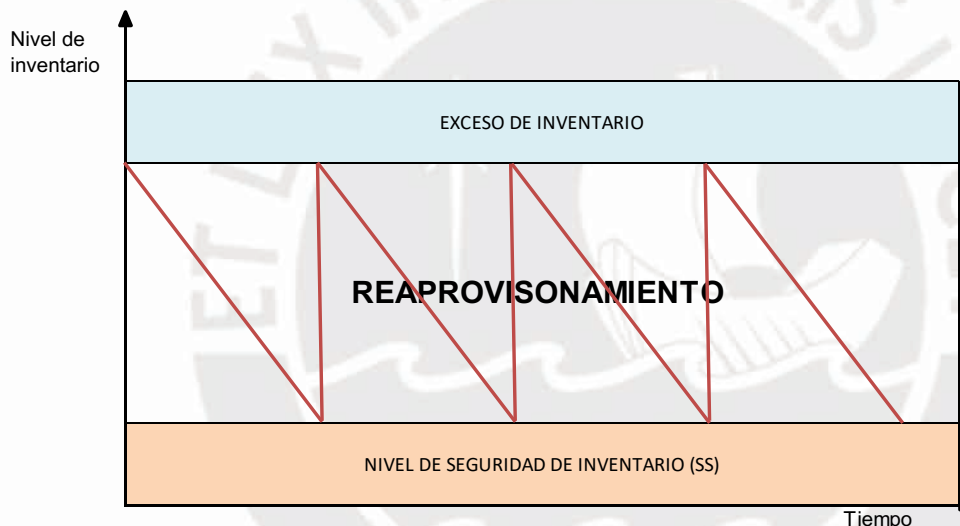 Nivel de
inventario
EXCESO DE INVENTARIO
REAPROVISONAMIENTO
NIVEL DE SEGURIDAD DE INVENTARIO (SS)
Tiempo